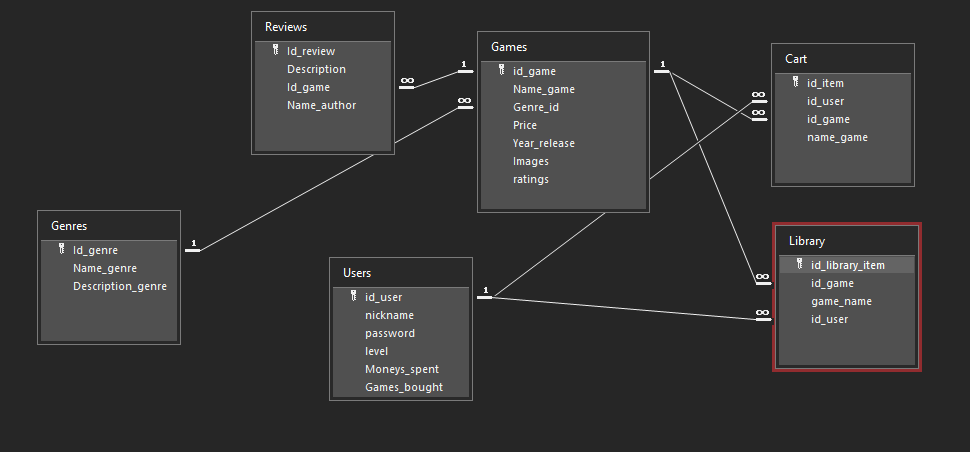 Reviews
Id_review
Description
Id_game
Name_author
Games
id_game
Name_game
Genre_id
Price
Year_release
Images
ratings
Cart
id_item
id_user
id_game
name_game
Genres
Id_genre
Name_genre
Description_genre
Users
id_user
nickname
password
level
Moneys_spent
Games_bought
Library
id_library_item
id_game
game_name
id_user
∞
1
∞
1
1
∞
∞
1
∞
∞